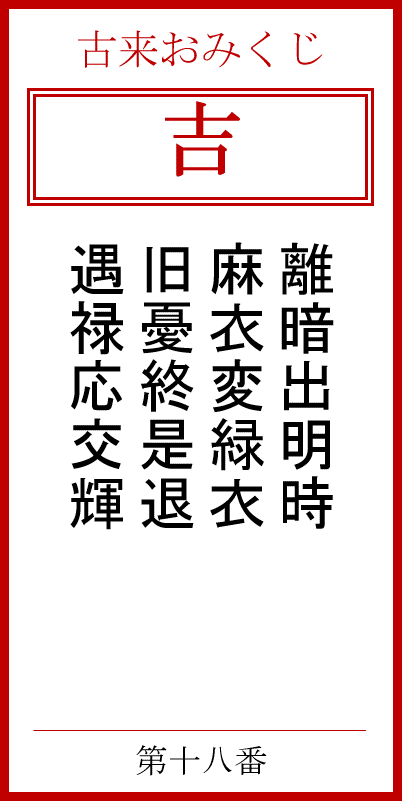 古来おみくじ
吉
離暗出明時
麻衣変緑衣
旧憂終是退
遇禄応交輝
第十八番